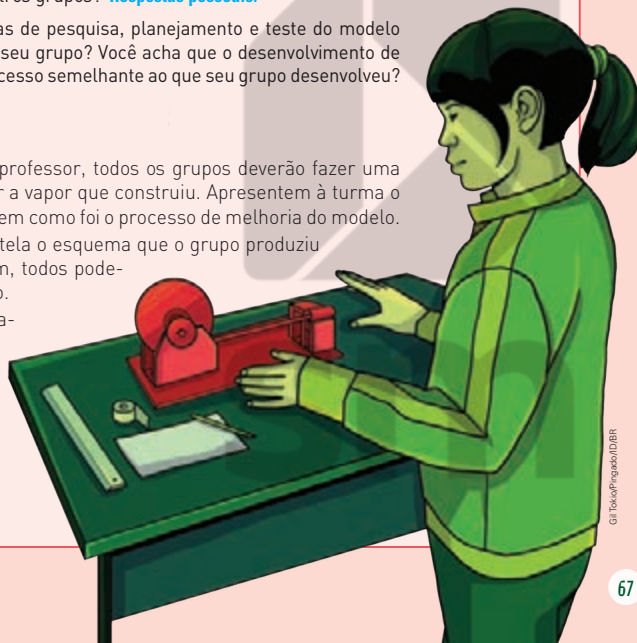 grupos? Respostas pessoais.
as de pesquisa, planejamento e teste do modelo
seu grupo? Você acha que o desenvolvimento de
semelhante ao que seu grupo desenvolveu?
professor, todos os grupos deverão fazer uma
a vapor que construiu. Apresentem à turma o
em como foi o processo de melhoria do modelo.
tela o esquema que o grupo produziu
todos pode-
Gil Tokio/Pingado/ID/BR
67